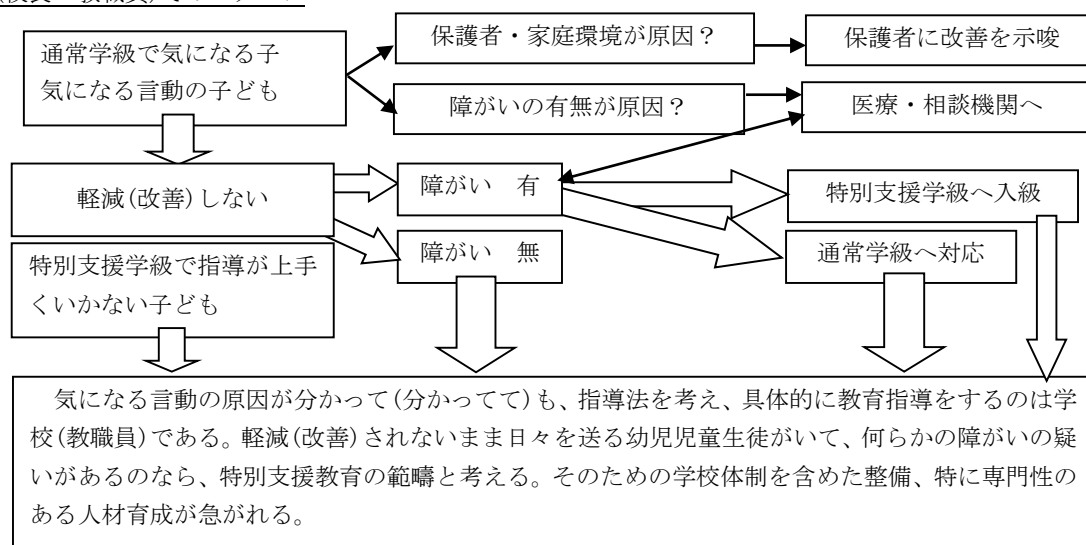 通常学級で気になる子
気になる言動の子ども
保護者・家庭環境が原因？
保護者に改善を示唆
障がいの有無が原因？
医療・相談機関へ
軽減(改善)しない
障がい　有
特別支援学級へ入級
障がい　無
通常学級へ対応
特別支援学級で指導が上手
くいかない子ども
気になる言動の原因が分かって(分かってて)も、指導法を考え、具体的に教育指導をするのは学
校(教職員)である。軽減(改善)されないまま日々を送る幼児児童生徒がいて、何らかの障がいの疑
いがあるのなら、特別支援教育の範疇と考える。そのための学校体制を含めた整備、特に専門性の
ある人材育成が急がれる。